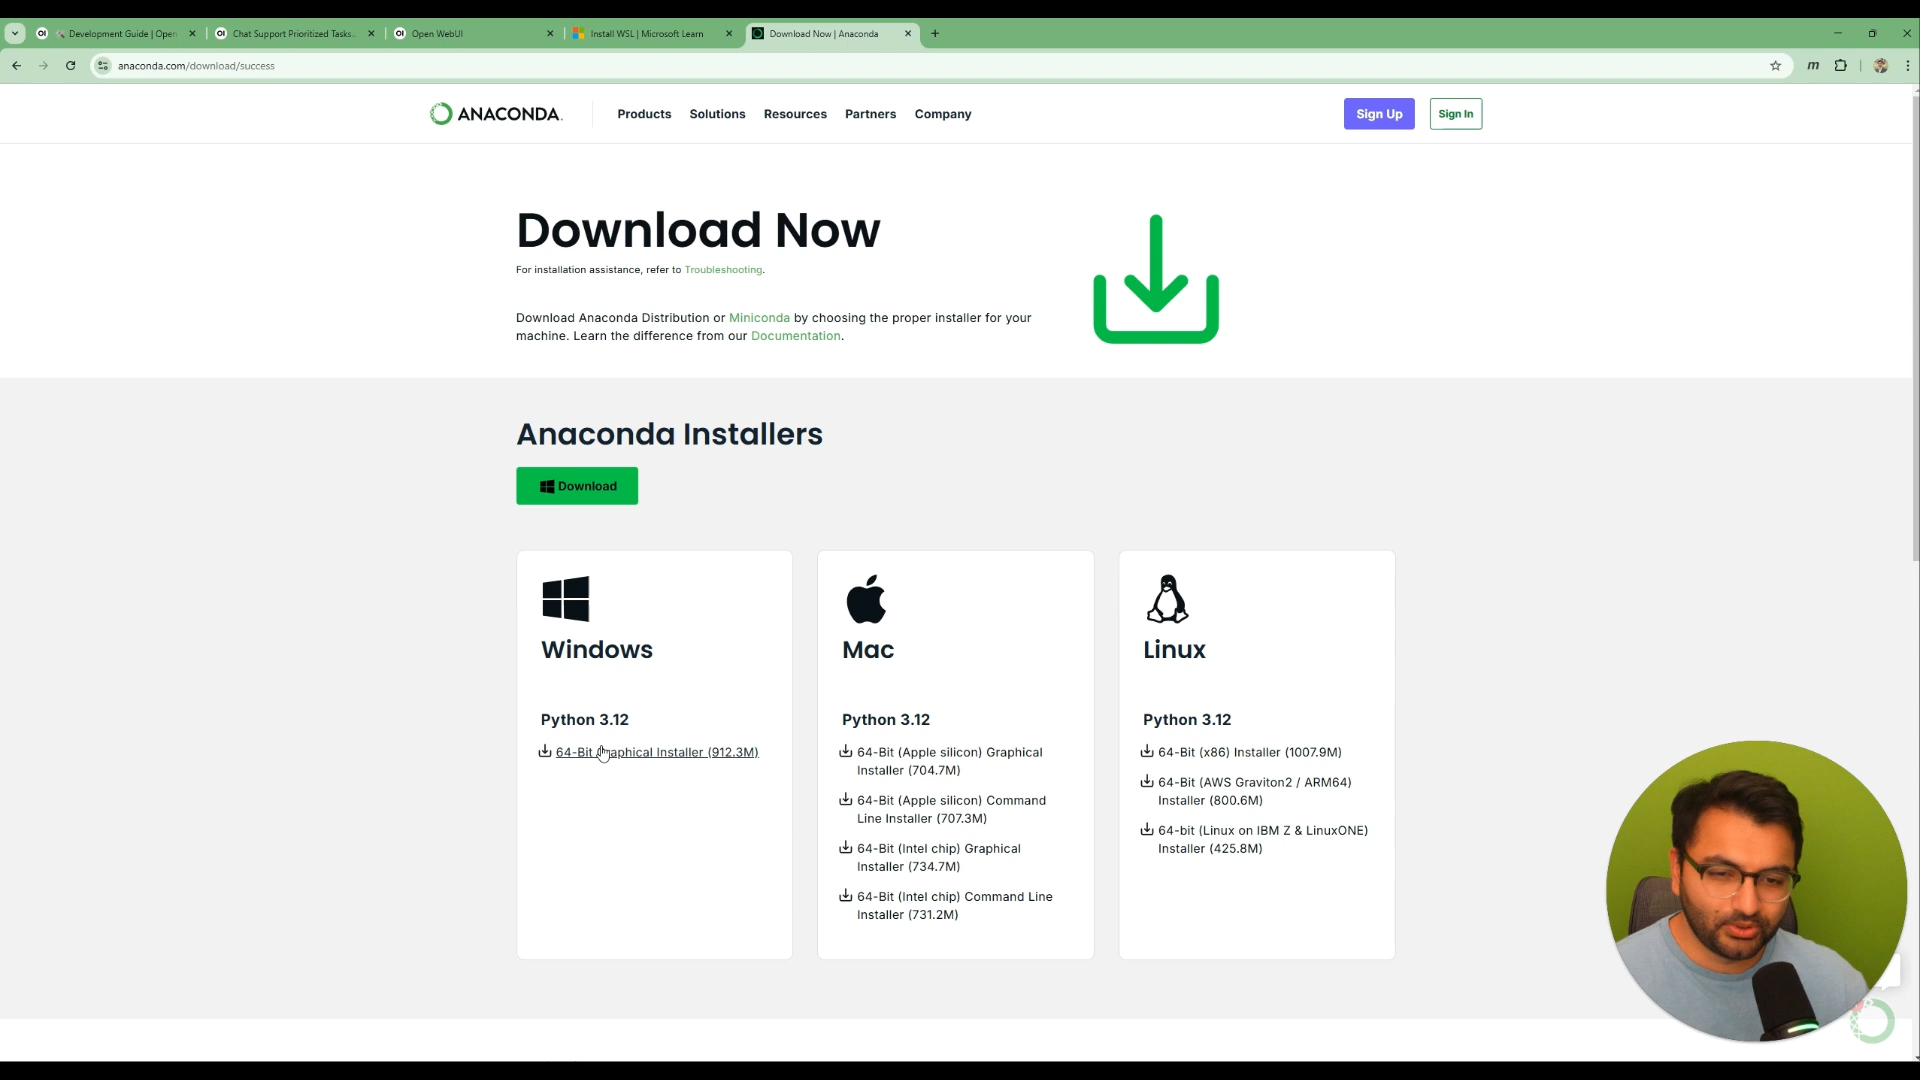 Development Guide | Open
Chat Support Prioritized Tasks
Open WebUI
Install WSL | Microsoft Learn
Download Now | Anaconda
anaconda.com/download/success
ANACONDA.
Products
Solutions
Resources
Partners
Company
Sign Up
Sign In
Download Now
For installation assistance, refer to Troubleshooting.
Download Anaconda Distribution or Miniconda by choosing the proper installer for your
machine. Learn the difference from our Documentation.
Anaconda Installers
Download
Windows
Python 3.12
64-Bit Graphical Installer (912.3M)
Mac
Python 3.12
64-Bit (Apple silicon) Graphical
Installer (704.7M)
64-Bit (Apple silicon) Command
Line Installer (707.3M)
64-Bit (Intel chip) Graphical
Installer (734.7M)
64-Bit (Intel chip) Command Line
Installer (731.2M)
Linux
Python 3.12
64-Bit (x86) Installer (1007.9M)
64-Bit (AWS Graviton2 / ARM64)
Installer (800.6M)
64-bit (Linux on IBM Z & LinuxONE)
Installer (425.8M)